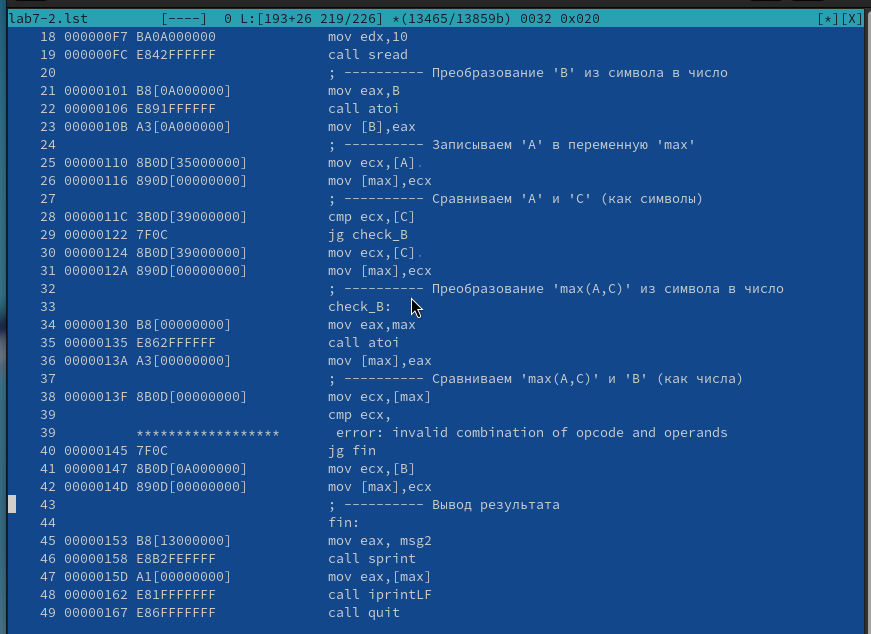 lab7-2.lst [----] 0 L:[193+26 219/226] *(13465/13859b) 0032 0x020 [*][X]
18 000000F7 BA0A000000 mov edx,10
19 000000FC E842FFFFFF call sread
20 ; ---------- Преобразование 'B' из символа в число
21 00000101 B8[0A000000] mov eax,B
22 00000106 E891FFFFFF call atoi
23 0000010B A3[0A000000] mov [B],eax
24 ; ---------- Записываем 'A' в переменную 'max'
25 00000110 8B0D[35000000] mov ecx,[A].
26 00000116 890D[00000000] mov [max],ecx
27 ; ---------- Сравниваем 'A' и 'С' (как символы)
28 0000011C 3B0D[39000000] cmp ecx,[C]
29 00000122 7F0C jg check_B
30 00000124 8B0D[39000000] mov ecx,[C].
31 0000012A 890D[00000000] mov [max],ecx
32 ; ---------- Преобразование 'max(A,C)' из символа в число
33 check_B:
34 00000130 B8[00000000] mov eax,max
35 00000135 E862FFFFFF call atoi
36 0000013A A3[00000000] mov [max],eax
37 ; ---------- Сравниваем 'max(A,C)' и 'B' (как числа)
38 0000013F 8B0D[00000000] mov ecx,[max]
39 cmp ecx,
39 ****************** error: invalid combination of opcode and operands
40 00000145 7F0C jg fin
41 00000147 8B0D[0A000000] mov ecx,[B]
42 0000014D 890D[00000000] mov [max],ecx
43 ; ---------- Вывод результата
44 fin:
45 00000153 B8[13000000] mov eax, msg2
46 00000158 E8B2FEFFFF call sprint
47 0000015D A1[00000000] mov eax,[max]
48 00000162 E81FFFFFFF call iprintLF
49 00000167 E86FFFFFFF call quit